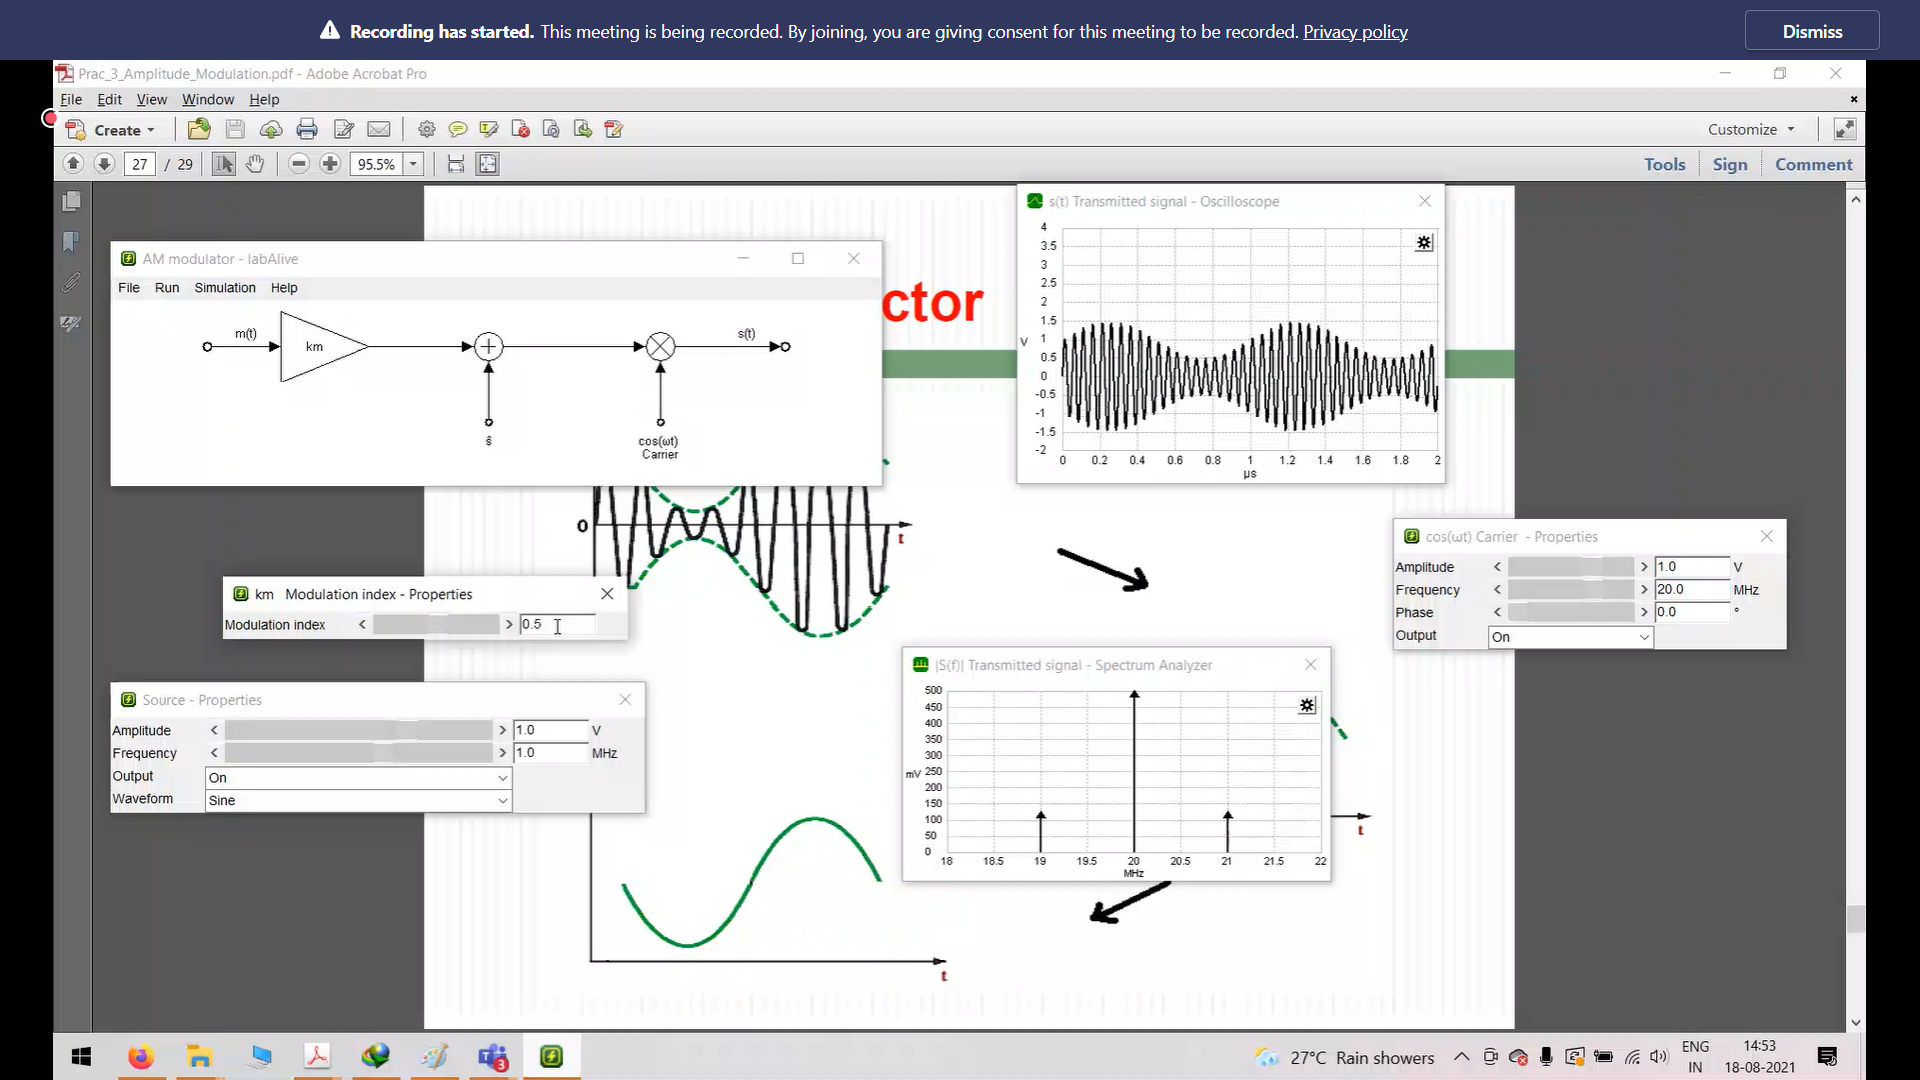 Recording has started. This meeting is being recorded. By joining, you are giving consent for this meeting to be recorded. Privacy policy
Dismiss
Prac_3_Amplitude_Modulation.pdf - Adobe Acrobat Pro
File Edit View Window Help
Create
Customize
27 / 29
95.5%
Tools Sign Comment
AM modulator - labAlive
File Run Simulation Help
m(t)
km
s(t)
ŝ
cos(ωt)
Carrier
ctor
s(t) Transmitted signal - Oscilloscope
4
3.5
3
2.5
2
1.5
V
1
0.5
0
-0.5
-1
-1.5
-2
0 0.2 0.4 0.6 0.8 1 1.2 1.4 1.6 1.8 2
µs
0
t
cos(ωt) Carrier - Properties
Amplitude < > 1.0 V
Frequency < > 20.0 MHz
Phase < > 0.0 °
Output On
km Modulation index - Properties
Modulation index < > 0.5
Source - Properties
Amplitude < > 1.0 V
Frequency < > 1.0 MHz
Output On
Waveform Sine
|S(f)| Transmitted signal - Spectrum Analyzer
500
450
400
350
300
mV 250
200
150
100
50
0
18 18.5 19 19.5 20 20.5 21 21.5 22
MHz
t
t
3
27°C Rain showers
ENG
IN
14:53
18-08-2021